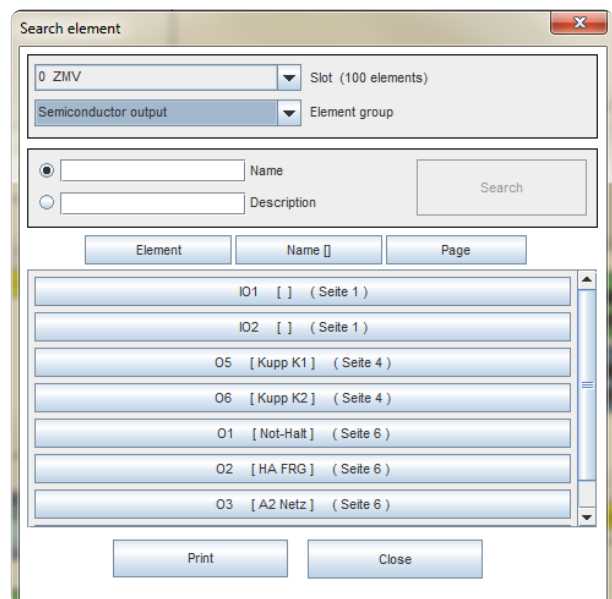 Search element
0 ZMV
Slot (100 elements)
Semiconductor output
Element group
Name
Description
Search
Element
Name []
Page
IO1 [ ] ( Seite 1 )
IO2 [ ] ( Seite 1 )
O5 [ Kupp K1 ] ( Seite 4 )
O6 [ Kupp K2 ] ( Seite 4 )
O1 [ Not-Halt ] ( Seite 6 )
O2 [ HA FRG ] ( Seite 6 )
O3 [ A2 Netz ] ( Seite 6 )
Print
Close